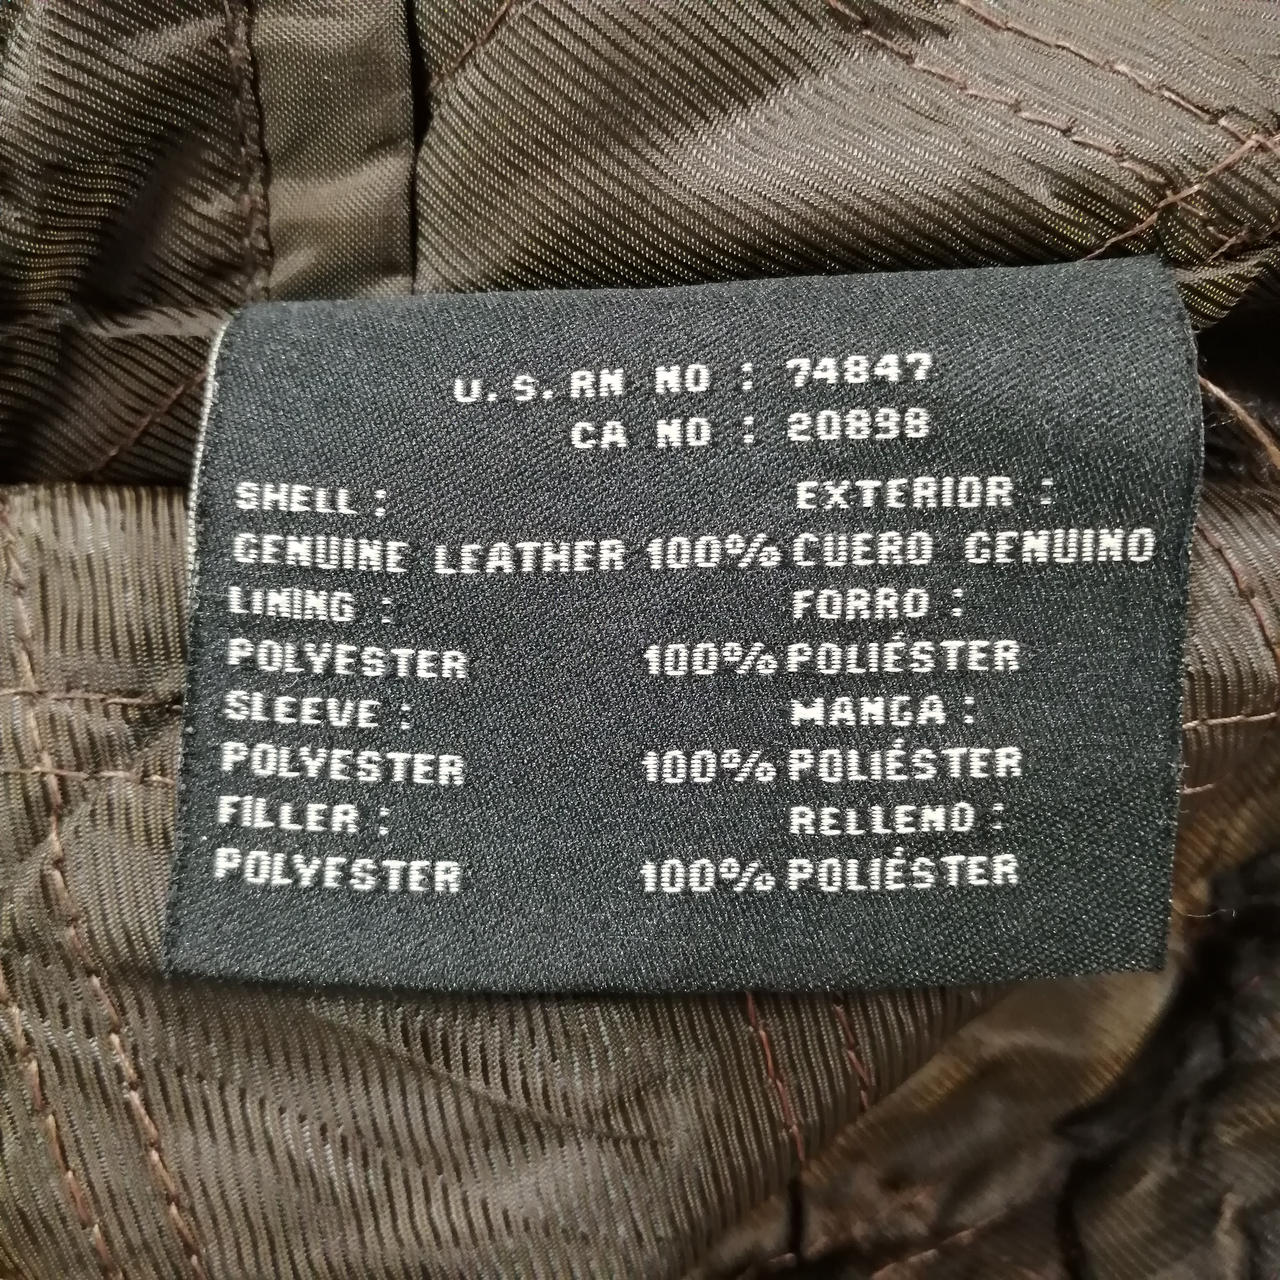 U.S.RN NO : 74847
CA NO : 20898
SHELL : EXTERIOR :
GENUINE LEATHER 100% CUERO GENUINO
LINING : FORRO :
POLYESTER 100% POLIÉSTER
SLEEVE : MANGA :
POLYESTER 100% POLIÉSTER
FILLER : RELLENO :
POLYESTER 100% POLIÉSTER